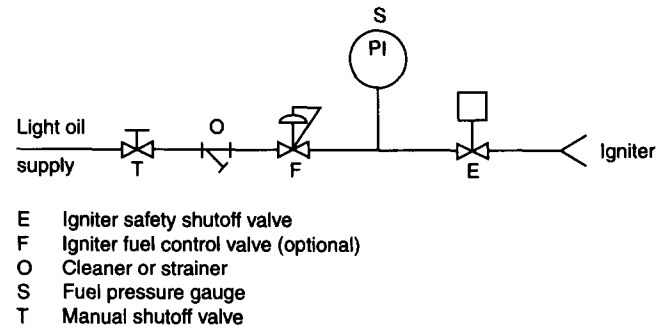 S
PI
Light oil
supply
O
T
F
E
Igniter
E Igniter safety shutoff valve
F Igniter fuel control valve (optional)
O Cleaner or strainer
S Fuel pressure gauge
T Manual shutoff valve